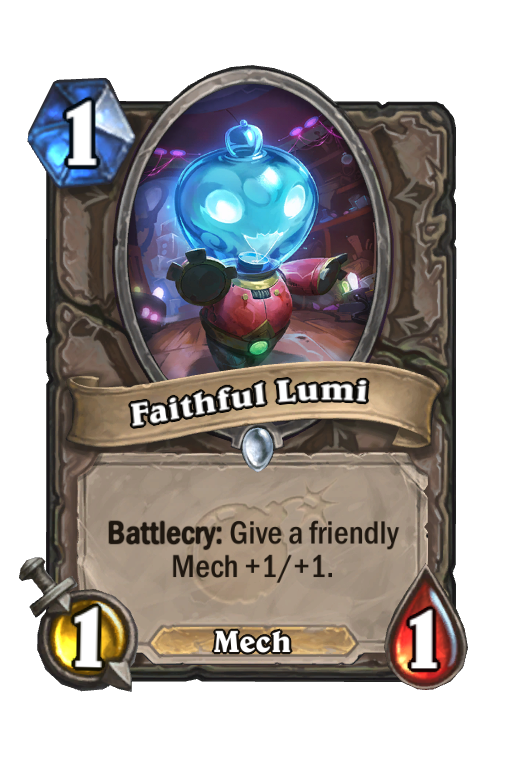 1
Faithful Lumi
Battlecry: Give a friendly
Mech +1/+1.
1
Mech
1